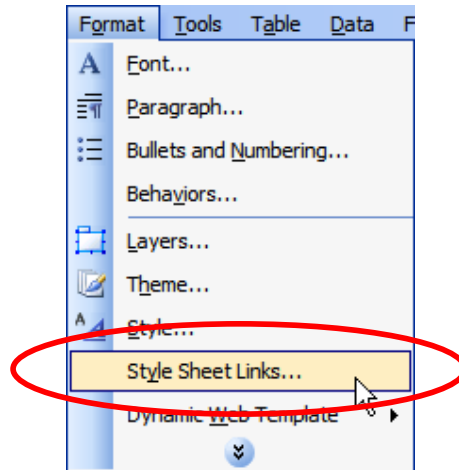 Format Tools Table Data F
Font...
Paragraph...
Bullets and Numbering...
Behaviors...
Layers...
Theme...
Style...
Style Sheet Links...
Dynamic Web Template